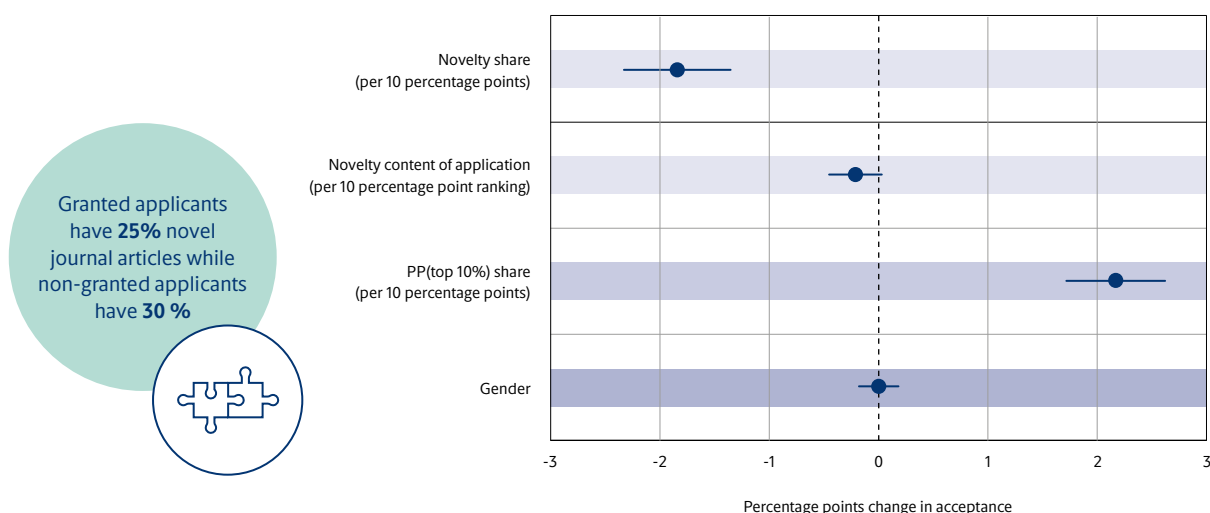 Granted applicants
have 25% novel
journal articles while
non-granted applicants
have 30 %
Novelty share
(per 10 percentage points)
Novelty content of application
(per 10 percentage point ranking)
PP(top 10%) share
(per 10 percentage points)
Gender
-3 -2 -1 0 1 2 3
Percentage points change in acceptance